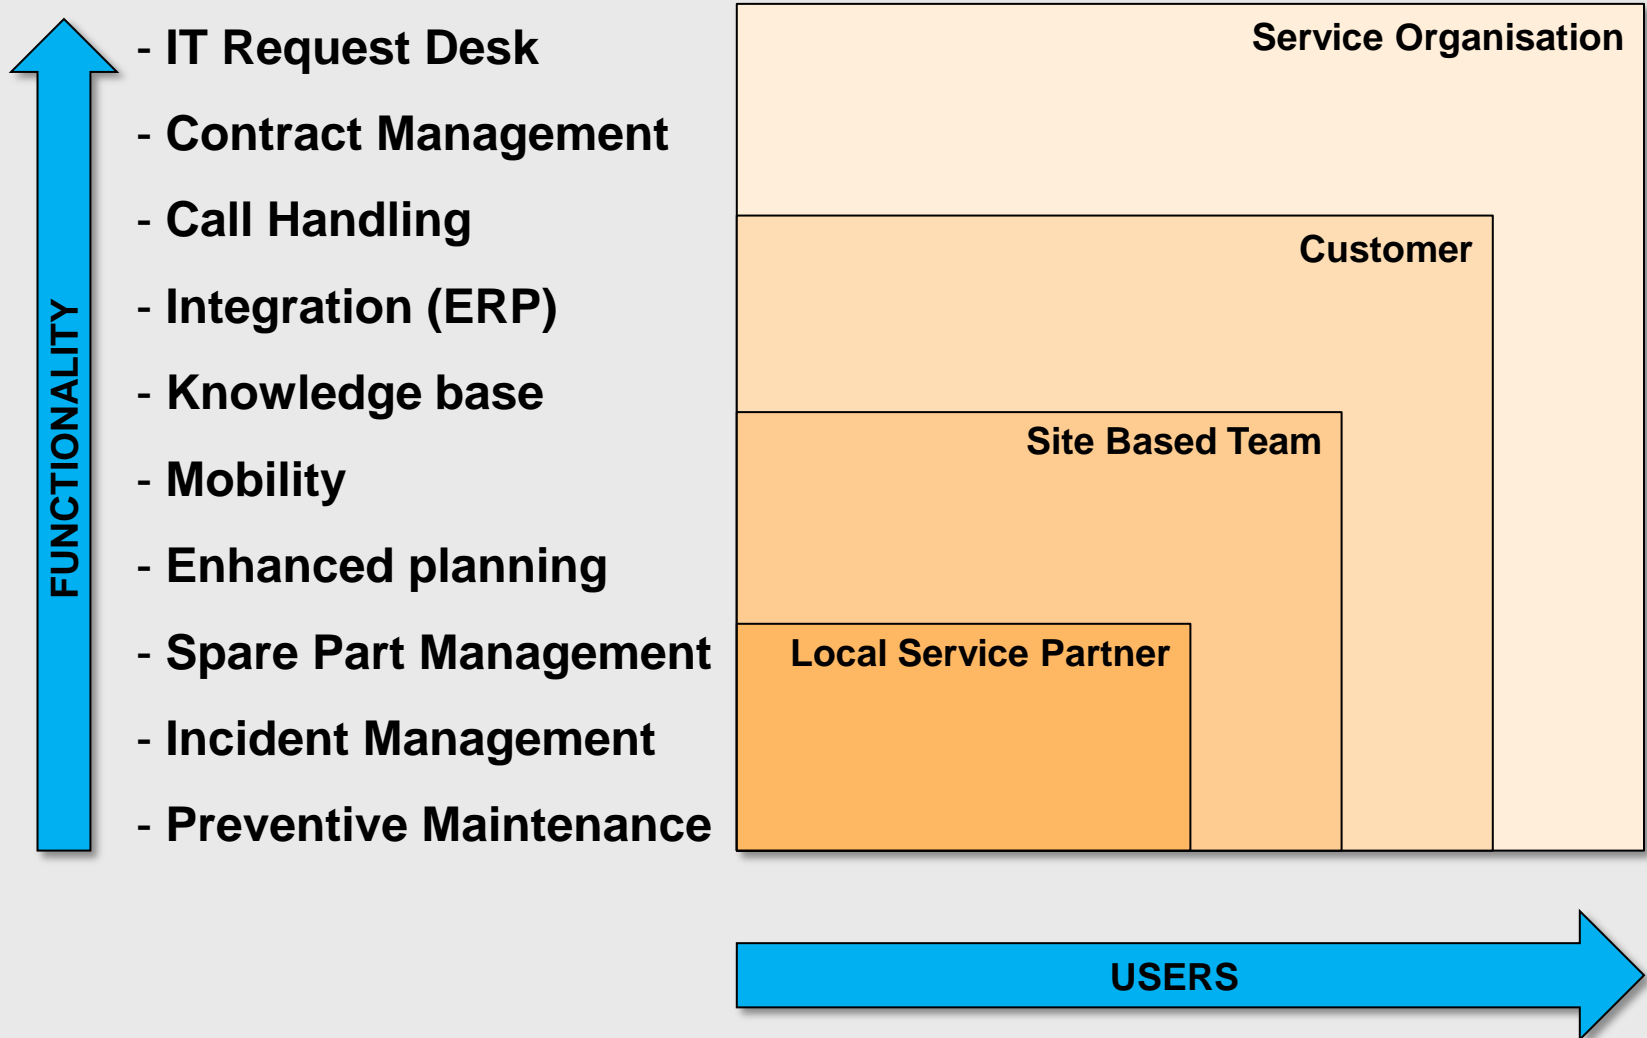 FUNCTIONALITY
- IT Request Desk
- Contract Management
- Call Handling
- Integration (ERP)
- Knowledge base
- Mobility
- Enhanced planning
- Spare Part Management
- Incident Management
- Preventive Maintenance
Service Organisation
Customer
Site Based Team
Local Service Partner
USERS